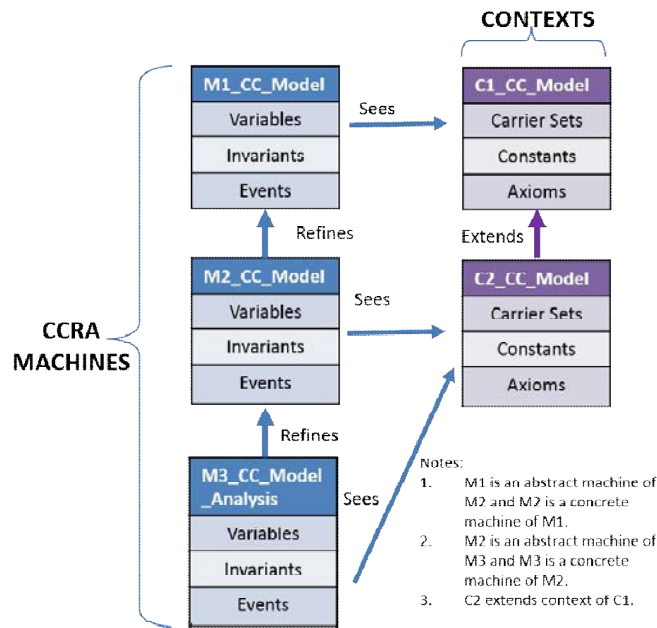 CONTEXTS
M1_CC_Model
Variables
Invariants
Events
Sees
C1_CC_Model
Carrier Sets
Constants
Axioms
Refines
Extends
CCRA
MACHINES
M2_CC_Model
Variables
Invariants
Events
Sees
C2_CC_Model
Carrier Sets
Constants
Axioms
Refines
M3_CC_Model
_Analysis
Variables
Invariants
Events
Sees
Notes:
1. M1 is an abstract machine of
M2 and M2 is a concrete
machine of M1.
2. M2 is an abstract machine of
M3 and M3 is a concrete
machine of M2.
3. C2 extends context of C1.